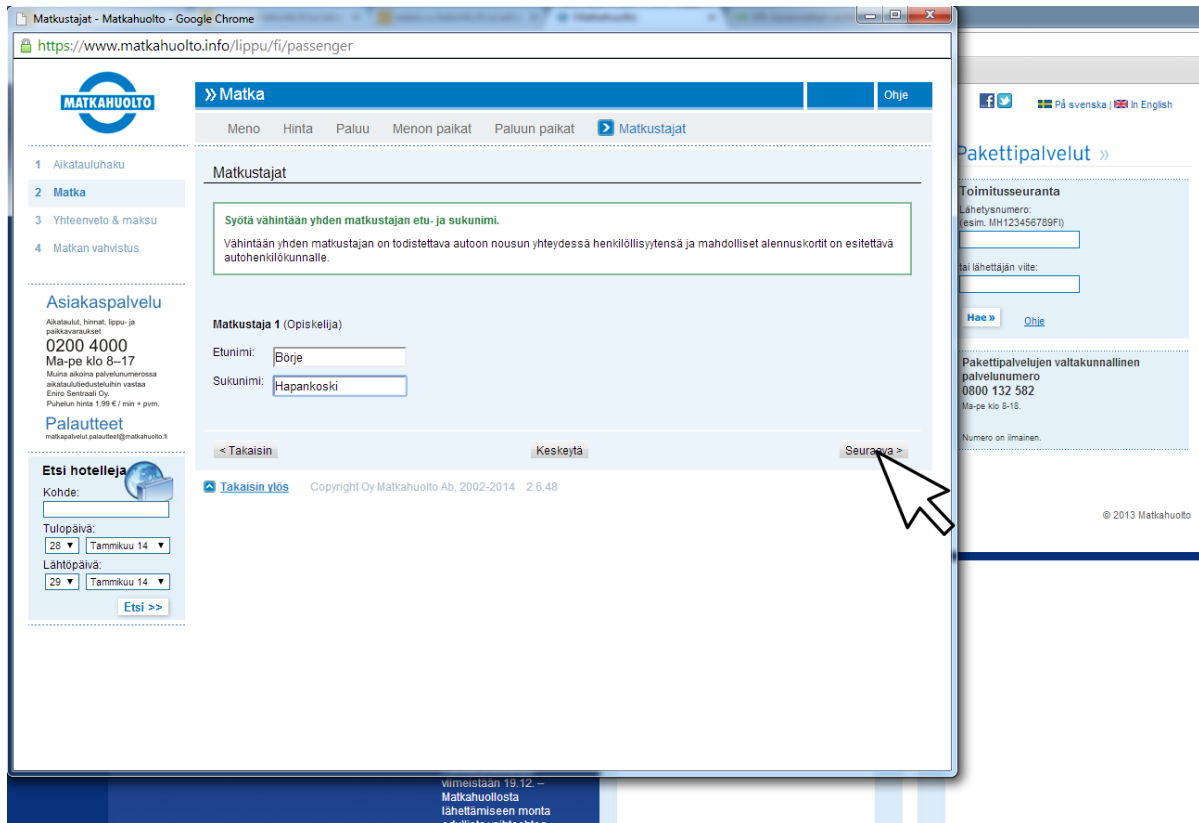 Matkustajat - Matkahuolto - Google Chrome
https://www.matkahuolto.info/lippu/fi/passenger
MATKAHUOLTO
» Matka
Ohje
Meno Hinta Paluu Menon paikat Paluun paikat Matkustajat
1 Aikatauluhaku
2 Matka
3 Yhteenveto & maksu
4 Matkan vahvistus
Asiakaspalvelu
Aikataulut, hinnat, lippu- ja
paikkavaraukset
0200 4000
Ma-pe klo 8–17
Muina aikoina palvelunumerossa
aikataulutiedusteluihin vastaa
Eniro Sentraali Oy.
Puhelun hinta 1,99 € / min + pvm.
Palautteet
matkapalvelut.palautteet@matkahuolto.fi
Etsi hotelleja
Kohde:
Tulopäivä:
28 Tammikuu 14
Lähtöpäivä:
29 Tammikuu 14
Etsi >>
Matkustajat
Syötä vähintään yhden matkustajan etu- ja sukunimi.
Vähintään yhden matkustajan on todistettava autoon nousun yhteydessä henkilöllisyytensä ja mahdolliset alennuskortit on esitettävä
autohenkilökunnalle.
Matkustaja 1 (Opiskelija)
Etunimi: Börje
Sukunimi: Hapankoski
< Takaisin Keskeytä Seuraava >
Takaisin ylös Copyright Oy Matkahuolto Ab, 2002-2014 2.6.48
På svenska | In English
Pakettipalvelut »
Toimitusseuranta
Lähetysnumero:
(esim. MH123456789FI)
tai lähettäjän viite:
Hae » Ohje
Pakettipalvelujen valtakunnallinen
palvelunumero
0800 132 582
Ma-pe klo 8-18.
Numero on ilmainen.
© 2013 Matkahuolto
viimeistään 19.12. –
Matkahuollosta
lähettämiseen monta